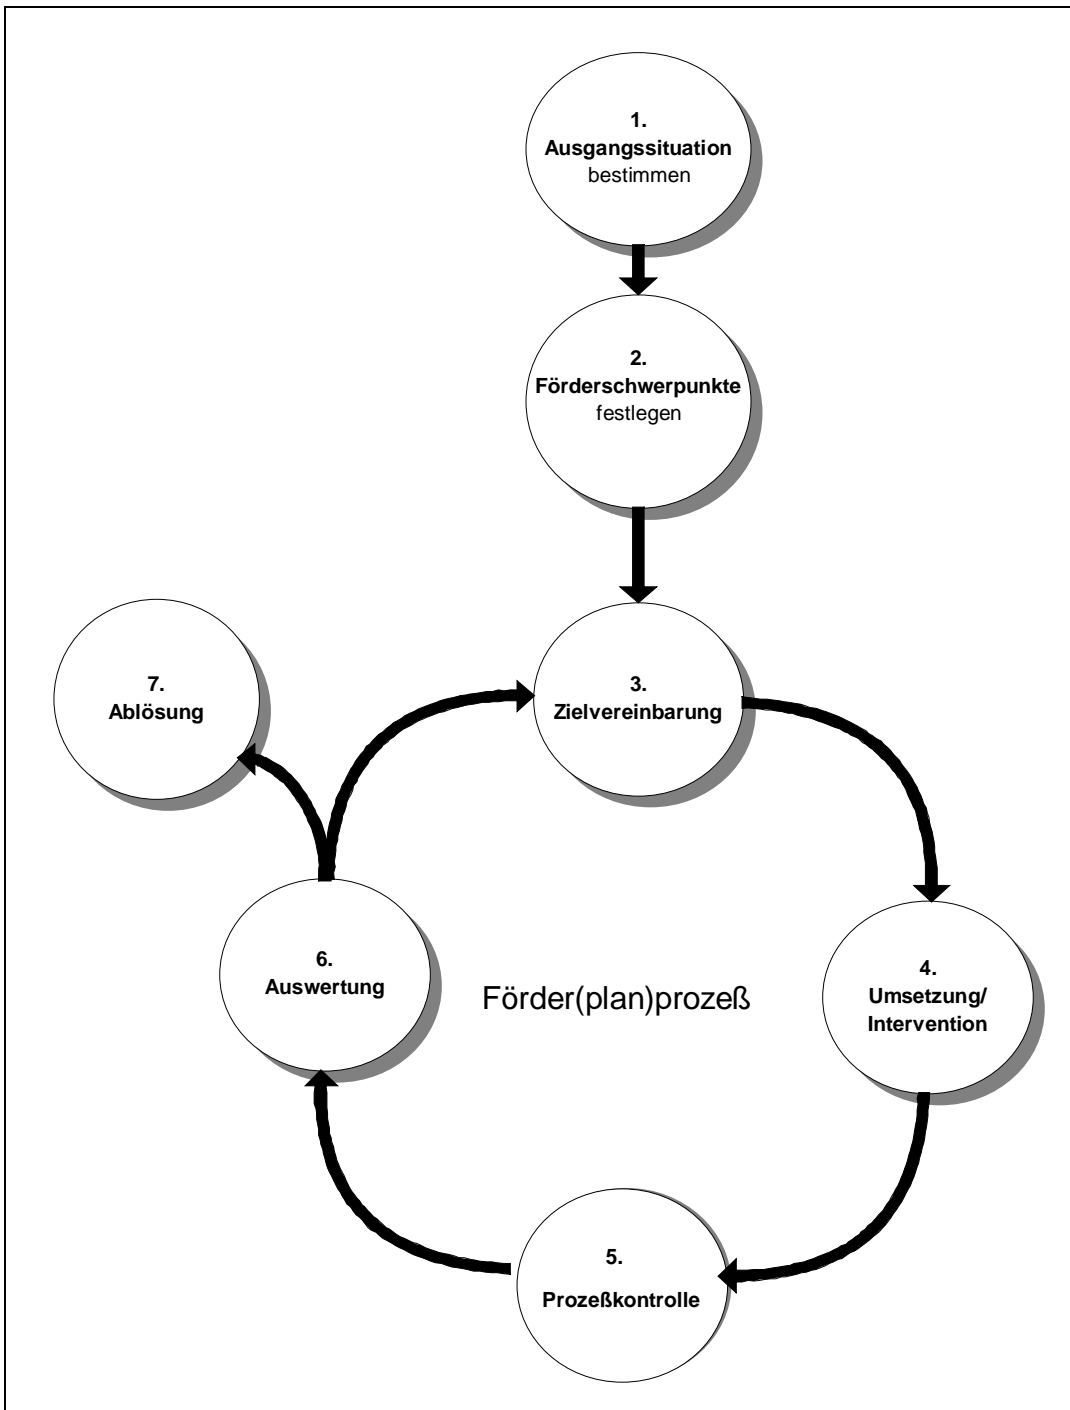 1.
Ausgangssituation
bestimmen
2.
Förderschwerpunkte
festlegen
3.
Zielvereinbarung
7.
Ablösung
6.
Auswertung
Förder(plan)prozeß
4.
Umsetzung/
Intervention
5.
Prozeßkontrolle